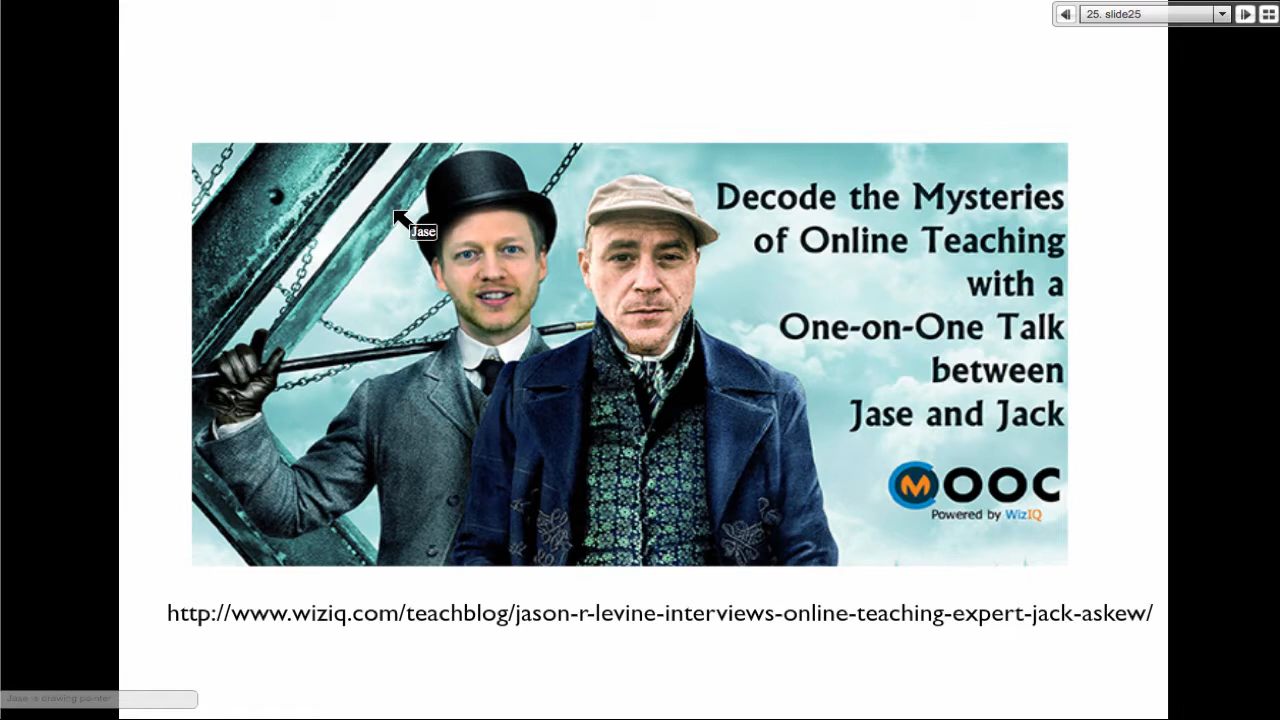 25. slide25
Jase
Decode the Mysteries
of Online Teaching
with a
One-on-One Talk
between
Jase and Jack
MOOC
Powered by WizIQ
http://www.wiziq.com/teachblog/jason-r-levine-interviews-online-teaching-expert-jack-askew/
Jase is drawing pointer